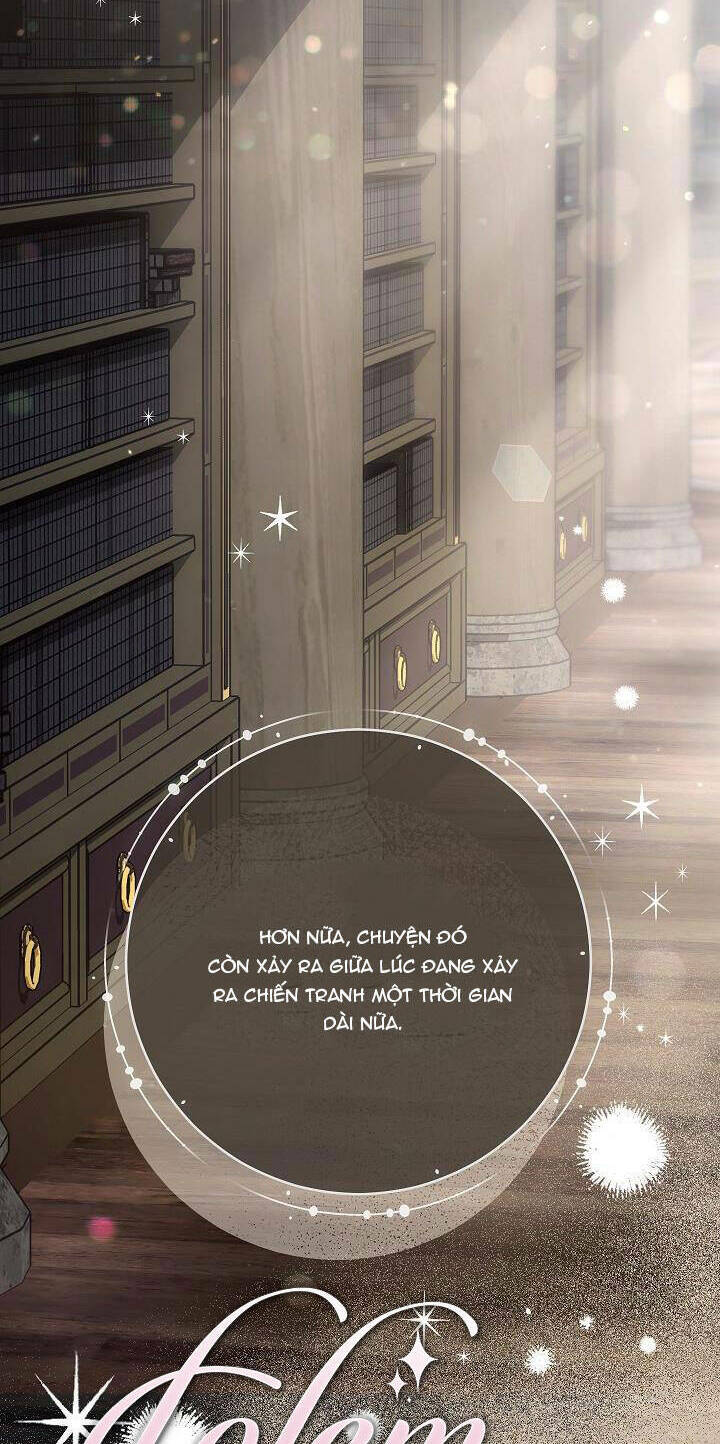 HƠN NỮA, CHUYỆN ĐÓ
CÒN XẢY RA GIỮA LÚC ĐANG XẢY
RA CHIẾN TRANH MỘT THỜI GIAN
DÀI NỮA.